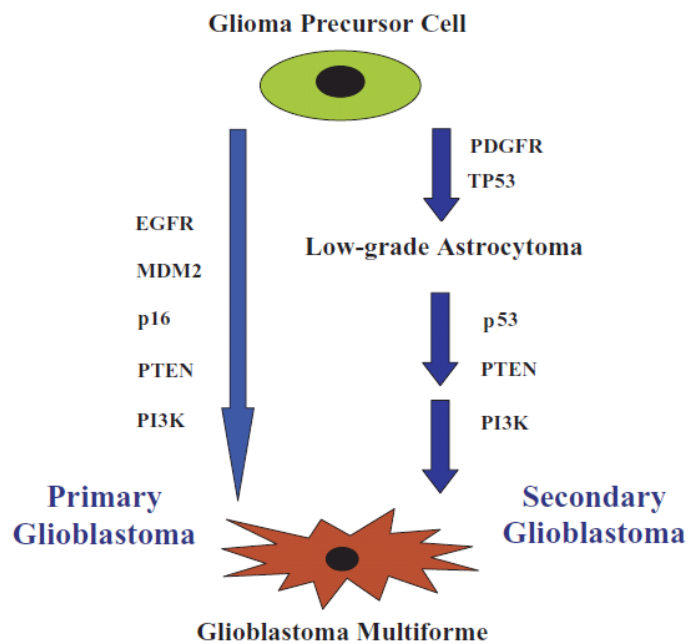 Glioma Precursor Cell
PDGFR
TP53
EGFR
Low-grade Astrocytoma
MDM2
p16
p53
PTEN
PTEN
PI3K
PI3K
Primary
Glioblastoma
Secondary
Glioblastoma
Glioblastoma Multiforme